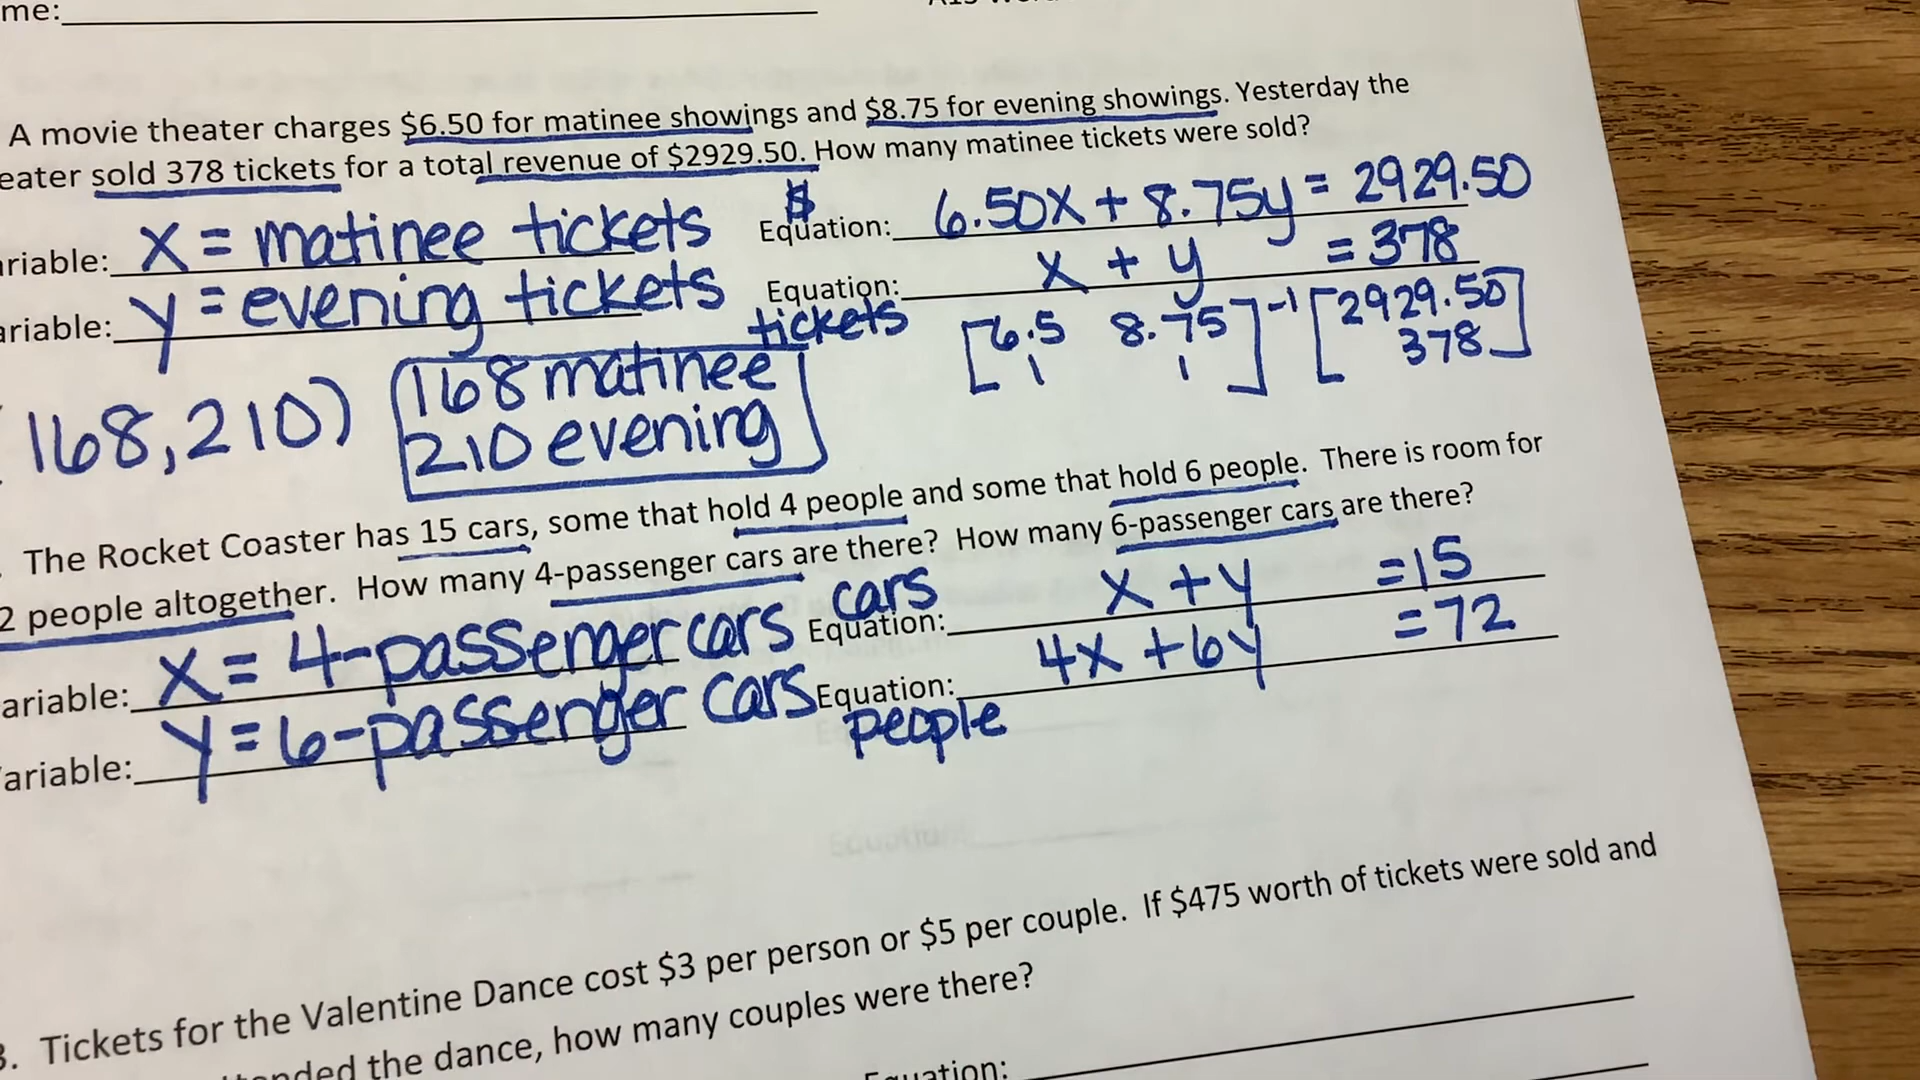 me:
A movie theater charges $6.50 for matinee showings and $8.75 for evening showings. Yesterday the
eater sold 378 tickets for a total revenue of $2929.50. How many matinee tickets were sold?
ariable: x = matinee tickets $ Equation: 6.50x + 8.75y = 2929.50
ariable: y = evening tickets Equation: x + y = 378
tickets
[6.5 8.75]⁻¹ [2929.50]
1 1 378
168,210) 168 matinee
210 evening
The Rocket Coaster has 15 cars, some that hold 4 people and some that hold 6 people. There is room for
2 people altogether. How many 4-passenger cars are there? How many 6-passenger cars are there?
ariable: x = 4-passenger cars cars Equation: x + y = 15
ariable: y = 6-passenger cars Equation: 4x + 6y = 72
people
3. Tickets for the Valentine Dance cost $3 per person or $5 per couple. If $475 worth of tickets were sold and
tended the dance, how many couples were there?
Equation: